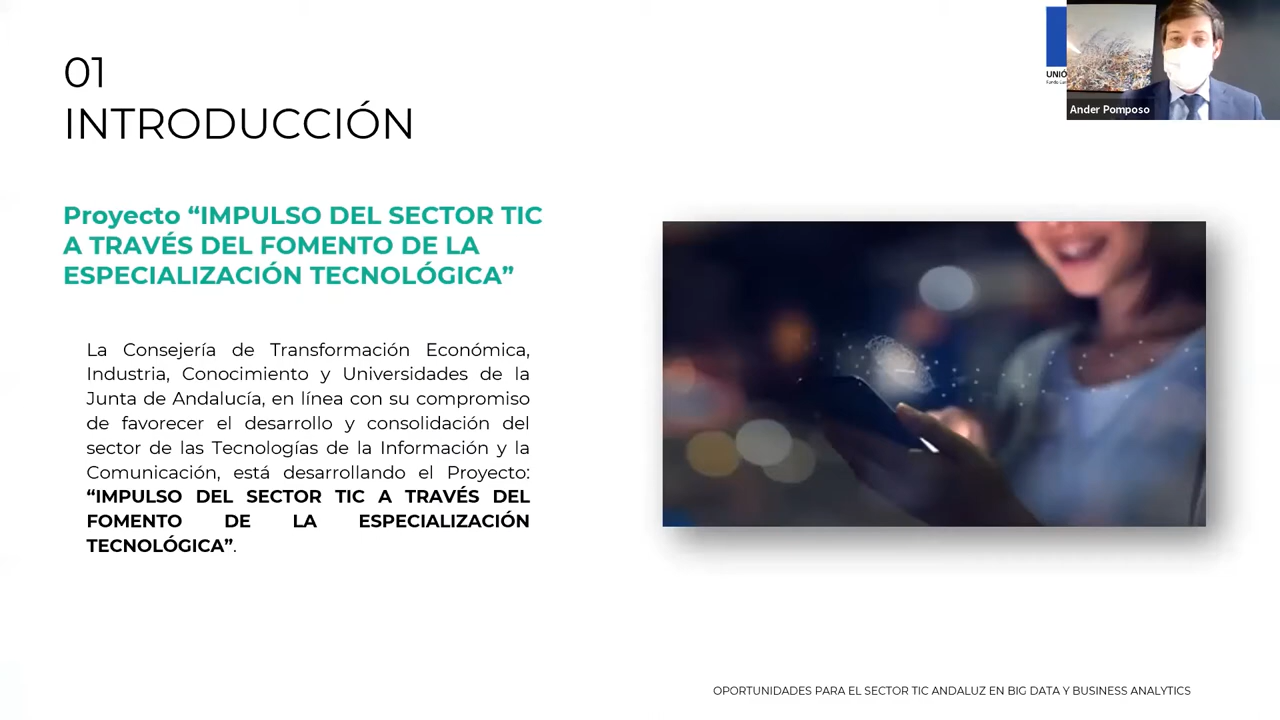 01
INTRODUCCIÓN
Proyecto “IMPULSO DEL SECTOR TIC
A TRAVÉS DEL FOMENTO DE LA
ESPECIALIZACIÓN TECNOLÓGICA”
La Consejería de Transformación Económica,
Industria, Conocimiento y Universidades de la
Junta de Andalucía, en línea con su compromiso
de favorecer el desarrollo y consolidación del
sector de las Tecnologías de la Información y la
Comunicación, está desarrollando el Proyecto:
“IMPULSO DEL SECTOR TIC A TRAVÉS DEL
FOMENTO DE LA ESPECIALIZACIÓN
TECNOLÓGICA”.
UNIÓ
Ander Pomposo
OPORTUNIDADES PARA EL SECTOR TIC ANDALUZ EN BIG DATA Y BUSINESS ANALYTICS